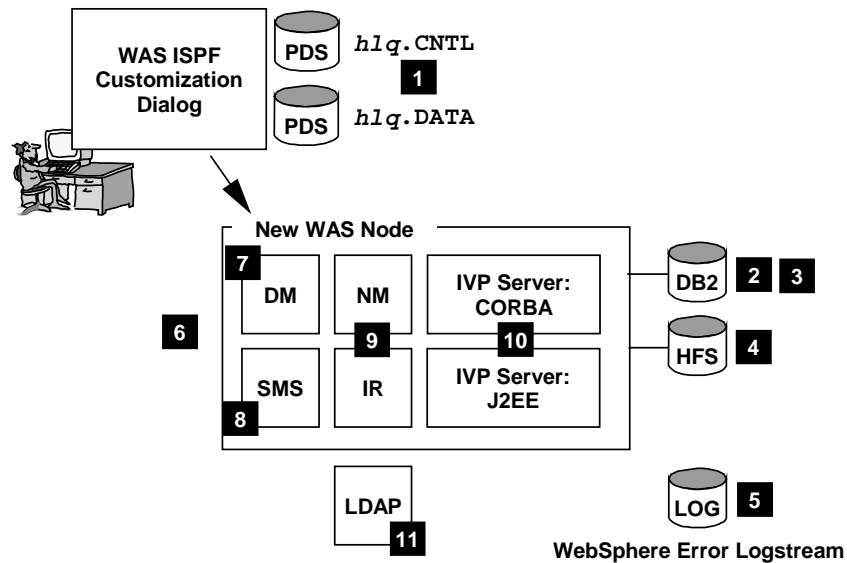 WAS ISPF
Customization
Dialog
PDS
hlq.CNTL
1
PDS
hlq.DATA
New WAS Node
7
DM
NM
IVP Server:
CORBA
DB2
2
3
6
9
10
HFS
4
SMS
IR
IVP Server:
J2EE
8
LDAP
11
LOG
5
WebSphere Error Logstream